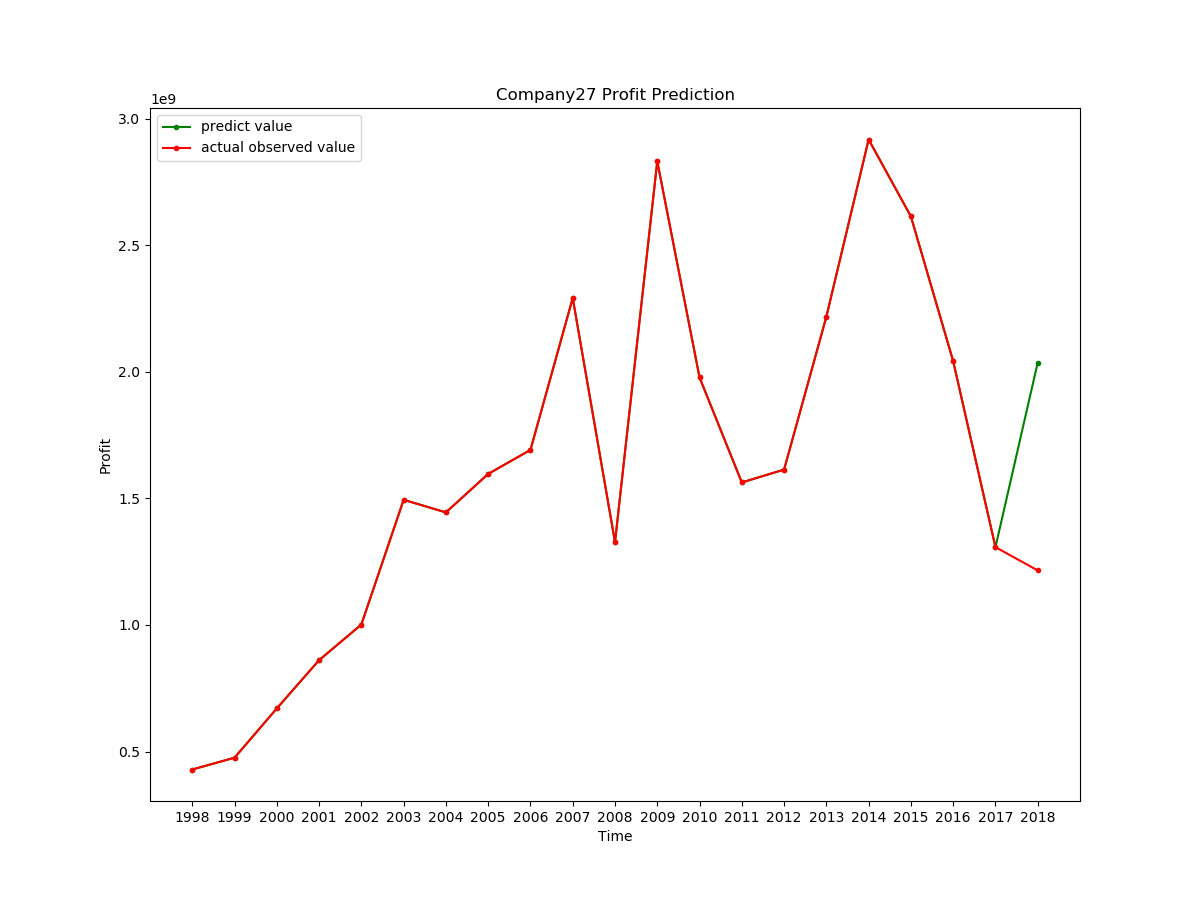 Company27 Profit Prediction
1e9
predict value
actual observed value
3.0
2.5
2.0
1.5
1.0
0.5
Profit
1998 1999 2000 2001 2002 2003 2004 2005 2006 2007 2008 2009 2010 2011 2012 2013 2014 2015 2016 2017 2018
Time